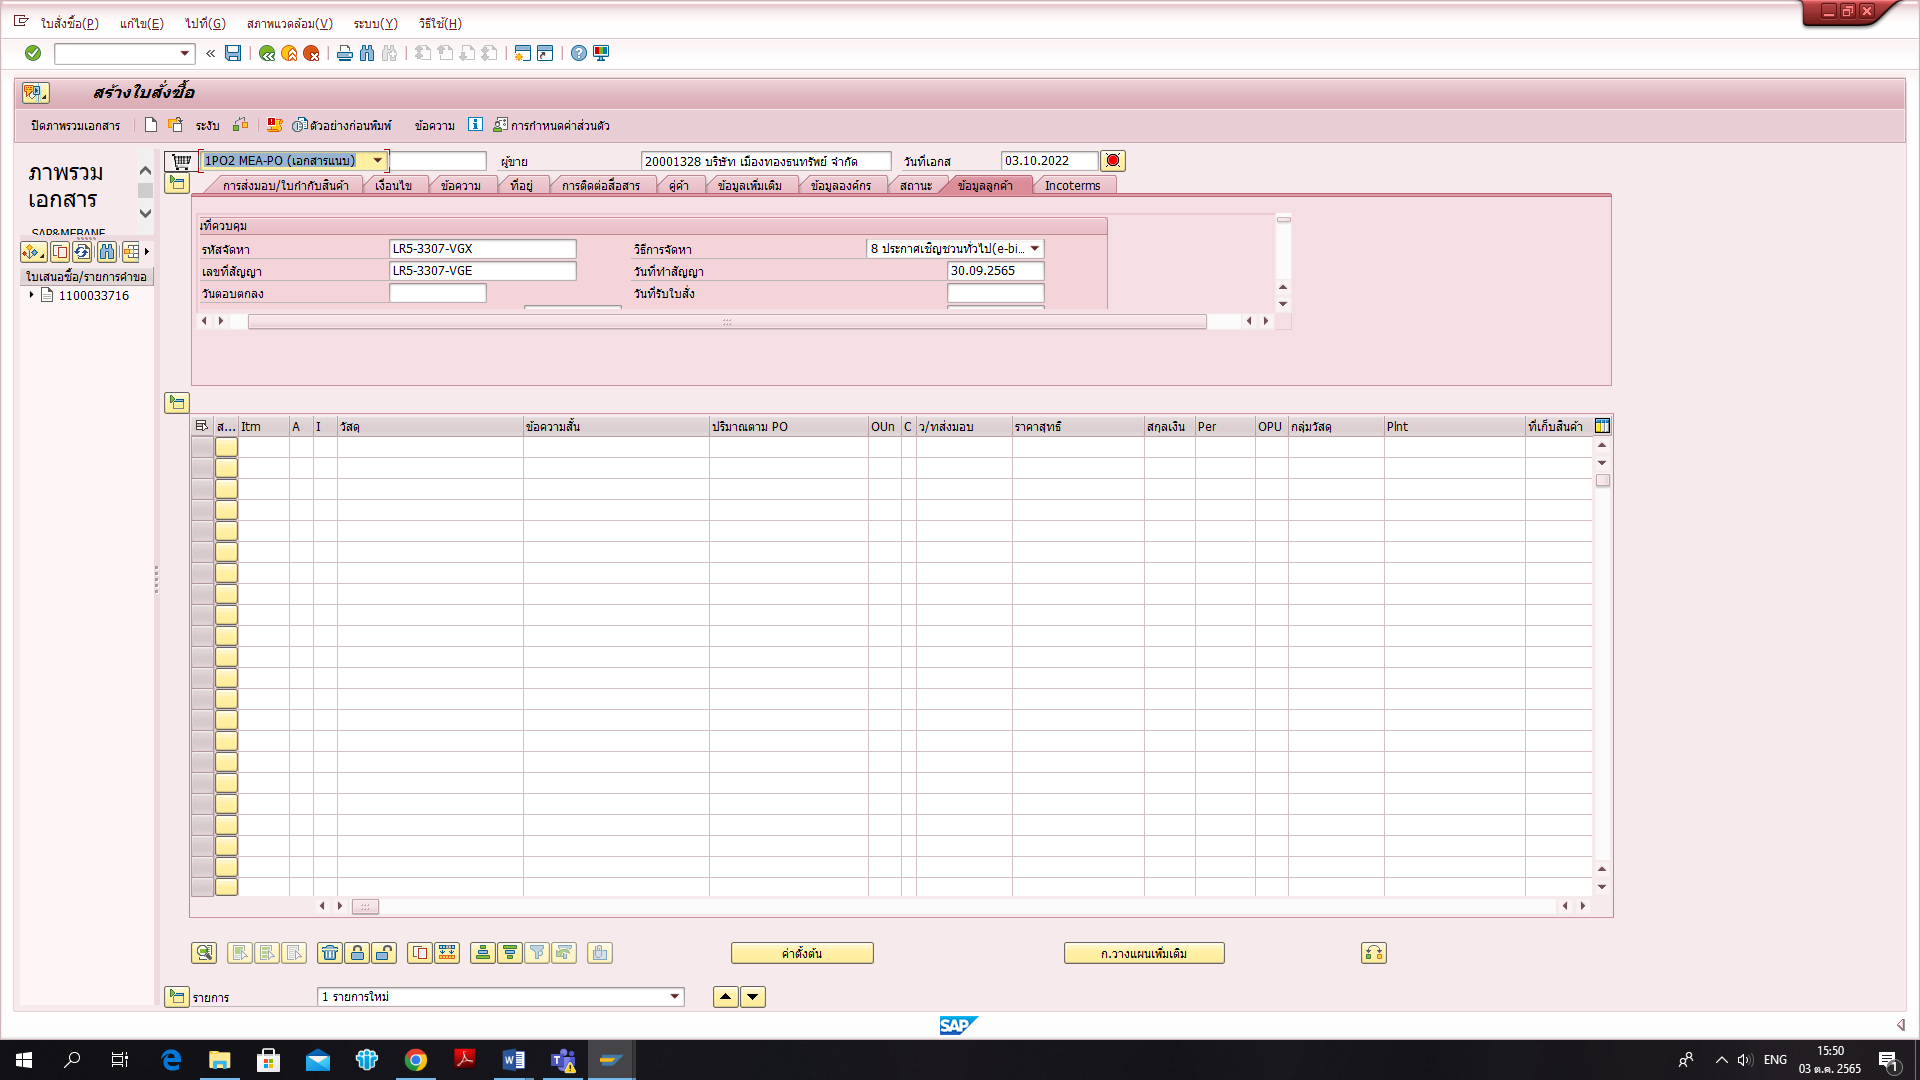 ใบสั่งซื้อ(P) แก้ไข(E) ไปที่(G) สภาพแวดล้อม(V) ระบบ(Y) วิธีใช้(H)
สร้างใบสั่งซื้อ
ปิดภาพรวมเอกสาร ระงับ ตัวอย่างก่อนพิมพ์ ข้อความ การกำหนดค่าส่วนตัว
ภาพรวม
เอกสาร
SAP&MEBANE
ใบเสนอซื้อ/รายการคำขอ
1100033716
1PO2 MEA-PO (เอกสารแนบ) ผู้ขาย 20001328 บริษัท เมืองทองธนทรัพย์ จำกัด วันที่เอกส 03.10.2022
การส่งมอบ/ใบกำกับสินค้า เงื่อนไข ข้อความ ที่อยู่ การติดต่อสื่อสาร คู่ค้า ข้อมูลเพิ่มเติม ข้อมูลองค์กร สถานะ ข้อมูลลูกค้า Incoterms
นที่ควบคุม
รหัสจัดหา LR5-3307-VGX วิธีการจัดหา 8 ประกาศเชิญชวนทั่วไป(e-bi...
เลขที่สัญญา LR5-3307-VGE วันที่ทำสัญญา 30.09.2565
วันตอบตกลง วันที่รับใบสั่ง
ส... Itm A I วัสดุ ข้อความสั้น ปริมาณตาม PO OUn C ว/ทส่งมอบ ราคาสุทธิ สกุลเงิน Per OPU กลุ่มวัสดุ Plnt ที่เก็บสินค้า
ค่าตั้งต้น ก.วางแผนเพิ่มเติม
รายการ 1 รายการใหม่
SAP
ENG 15:50
03 ต.ค. 2565 1